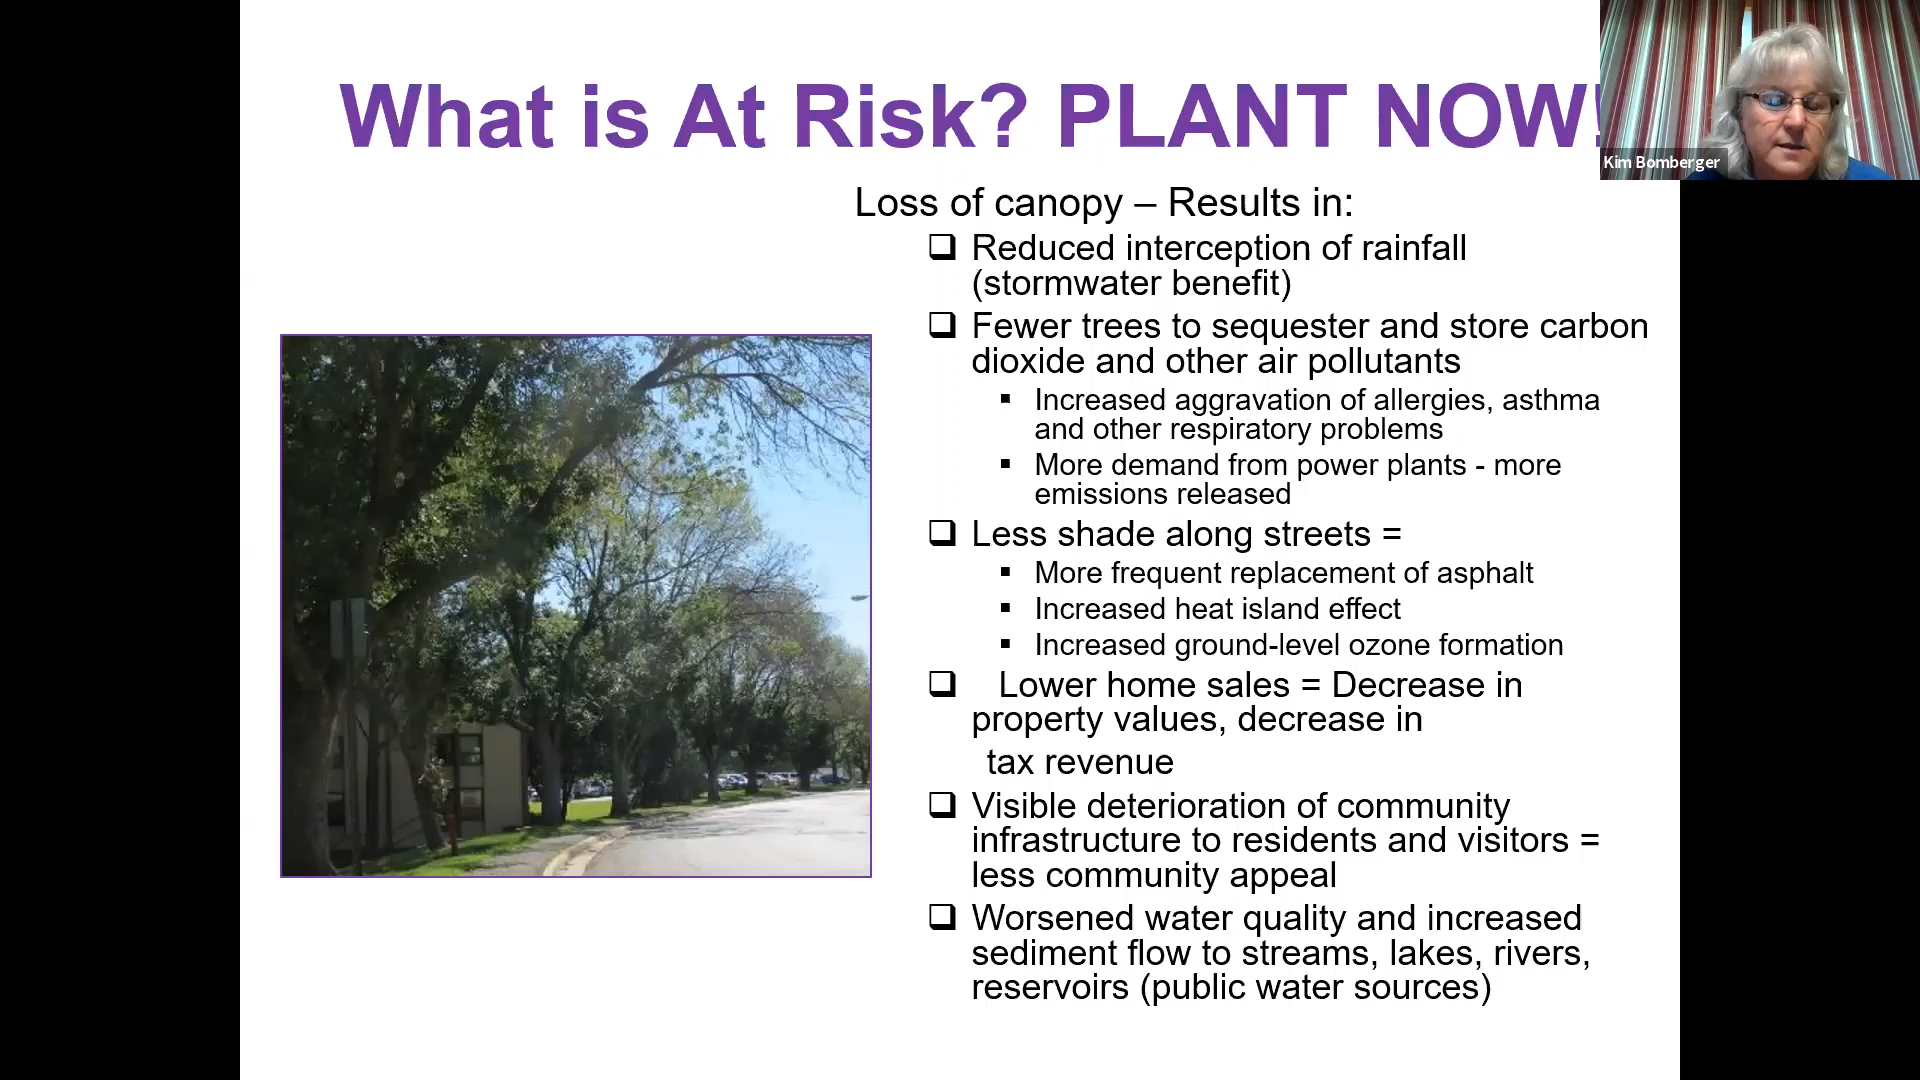 What is At Risk? PLANT NOW!
Kim Bomberger
Loss of canopy – Results in:
❑ Reduced interception of rainfall
(stormwater benefit)
❑ Fewer trees to sequester and store carbon
dioxide and other air pollutants
▪ Increased aggravation of allergies, asthma
and other respiratory problems
▪ More demand from power plants - more
emissions released
❑ Less shade along streets =
▪ More frequent replacement of asphalt
▪ Increased heat island effect
▪ Increased ground-level ozone formation
❑ Lower home sales = Decrease in
property values, decrease in
tax revenue
❑ Visible deterioration of community
infrastructure to residents and visitors =
less community appeal
❑ Worsened water quality and increased
sediment flow to streams, lakes, rivers,
reservoirs (public water sources)